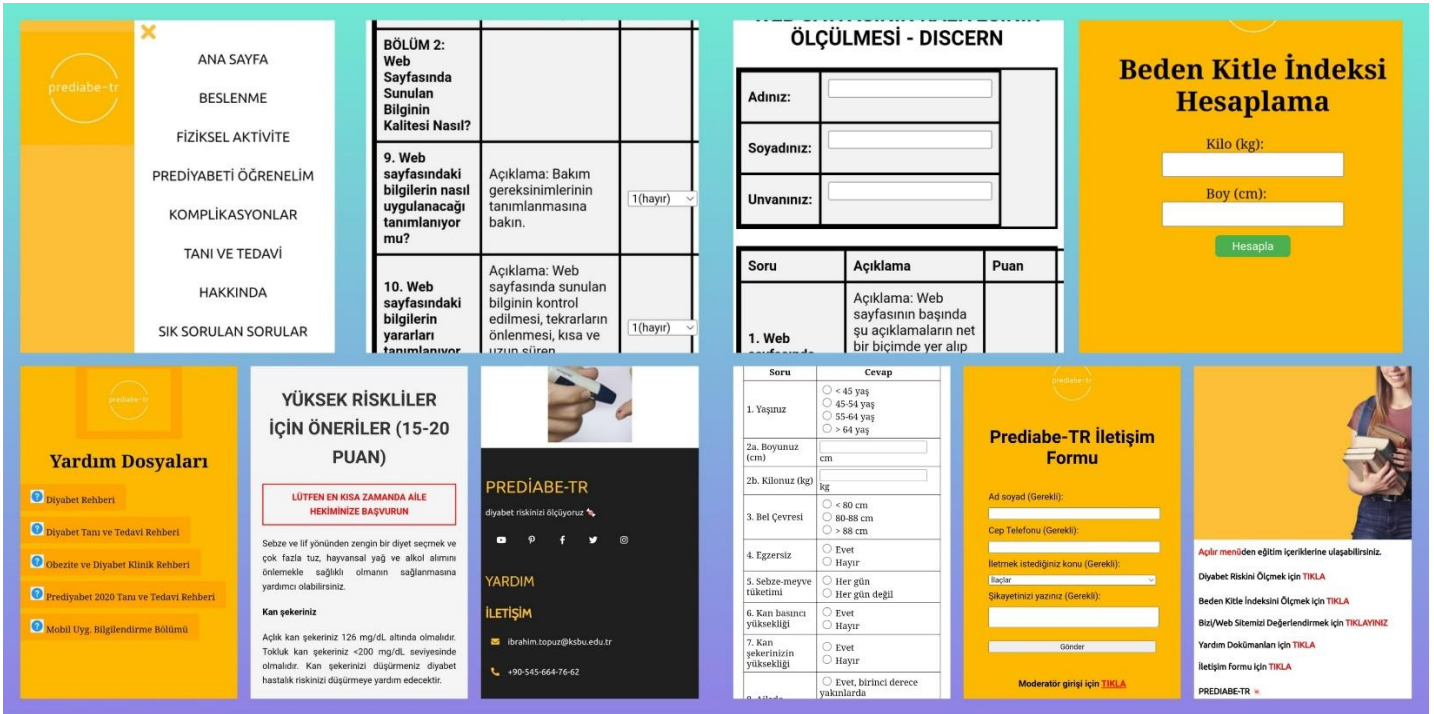 prediabe-tr
ANA SAYFA
BESLENME
FİZİKSEL AKTİVİTE
PREDİYABETİ ÖĞRENELİM
KOMPLİKASYONLAR
TANI VE TEDAVİ
HAKKINDA
SIK SORULAN SORULAR
BÖLÜM 2:
Web
Sayfasında
Sunulan
Bilginin
Kalitesi Nasıl?
9. Web
sayfasındaki
bilgilerin nasıl
uygulanacağı
tanımlanıyor
mu?
Açıklama: Bakım
gereksinimlerinin
tanımlanmasına
bakın.
1(hayır)
10. Web
sayfasındaki
bilgilerin
yararları
tanımlanıyor
Açıklama: Web
sayfasında sunulan
bilginin kontrol
edilmesi, tekrarların
önlenmesi, kısa ve
uzun süren
1(hayır)
ÖLÇÜLMESİ - DISCERN
Adınız:
Soyadınız:
Unvanınız:
Soru Açıklama Puan
1. Web
Açıklama: Web
sayfasının başında
şu açıklamaların net
bir biçimde yer alıp
Beden Kitle İndeksi
Hesaplama
Kilo (kg):
Boy (cm):
Hesapla
prediabe-tr
Yardım Dosyaları
Diyabet Rehberi
Diyabet Tanı ve Tedavi Rehberi
Obezite ve Diyabet Klinik Rehberi
Prediyabet 2020 Tanı ve Tedavi Rehberi
Mobil Uyg. Bilgilendirme Bölümü
YÜKSEK RİSKLİLER
İÇİN ÖNERİLER (15-20
PUAN)
LÜTFEN EN KISA ZAMANDA AİLE
HEKİMİNİZE BAŞVURUN
Sebze ve lif yönünden zengin bir diyet seçmek ve
çok fazla tuz, hayvansal yağ ve alkol alımını
önlemekle sağlıklı olmanın sağlanmasına
yardımcı olabilirsiniz.
Kan şekeriniz
Açlık kan şekeriniz 126 mg/dL altında olmalıdır.
Tokluk kan şekeriniz <200 mg/dL seviyesinde
olmalıdır. Kan şekerinizi düşürmeniz diyabet
hastalık riskinizi düşürmeye yardım edecektir.
PREDİABE-TR
diyabet riskinizi ölçüyoruz
YARDIM
İLETİŞİM
ibrahim.topuz@ksbu.edu.tr
+90-545-664-76-62
Soru Cevap
1. Yaşınız
< 45 yaş
45-54 yaş
55-64 yaş
> 64 yaş
2a. Boyunuz
(cm)
cm
2b. Kilonuz (kg)
kg
3. Bel Çevresi
< 80 cm
80-88 cm
> 88 cm
4. Egzersiz
Evet
Hayır
5. Sebze-meyve
tüketimi
Her gün
Her gün değil
6. Kan basıncı
yüksekliği
Evet
Hayır
7. Kan
şekerinizin
yüksekliği
Evet
Hayır
Evet, birinci derece
yakınlarda
prediabe-tr
Prediabe-TR İletişim
Formu
Ad soyad (Gerekli):
Cep Telefonu (Gerekli):
İletmek istediğiniz konu (Gerekli):
İlaçlar
Şikayetinizi yazınız (Gerekli):
Gönder
Moderatör girişi için TIKLA
Açılır menüden eğitim içeriklerine ulaşabilirsiniz.
Diyabet Riskini Ölçmek için TIKLA
Beden Kitle İndeksini Ölçmek için TIKLA
Bizi/Web Sitemizi Değerlendirmek için TIKLAYINIZ
Yardım Dokümanları için TIKLA
İletişim formu için TIKLA
PREDIABE-TR